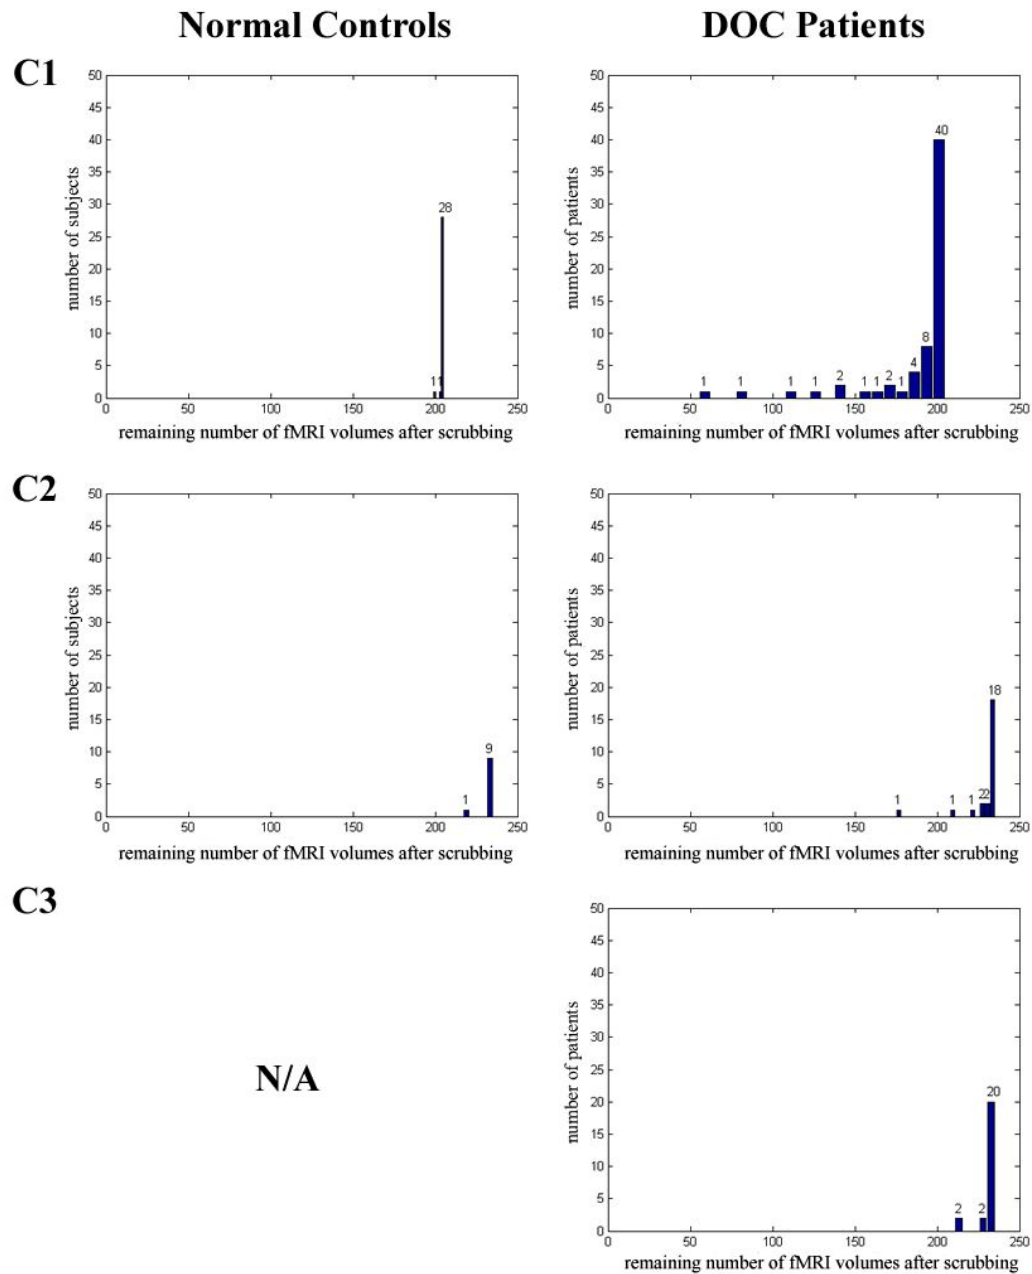 Normal Controls
DOC Patients
C1
50
45
40
35
30
25
20
15
10
5
0
number of subjects
28
1 1
0 50 100 150 200 250
remaining number of fMRI volumes after scrubbing
50
45
40
35
30
25
20
15
10
5
0
number of patients
40
8
4
1 1 1 1 2 1 1 2 1
0 50 100 150 200 250
remaining number of fMRI volumes after scrubbing
C2
50
45
40
35
30
25
20
15
10
5
0
number of subjects
9
1
0 50 100 150 200 250
remaining number of fMRI volumes after scrubbing
50
45
40
35
30
25
20
15
10
5
0
number of patients
18
1 1 1 2 2
0 50 100 150 200 250
remaining number of fMRI volumes after scrubbing
C3
N/A
50
45
40
35
30
25
20
15
10
5
0
number of patients
20
2 2
0 50 100 150 200 250
remaining number of fMRI volumes after scrubbing